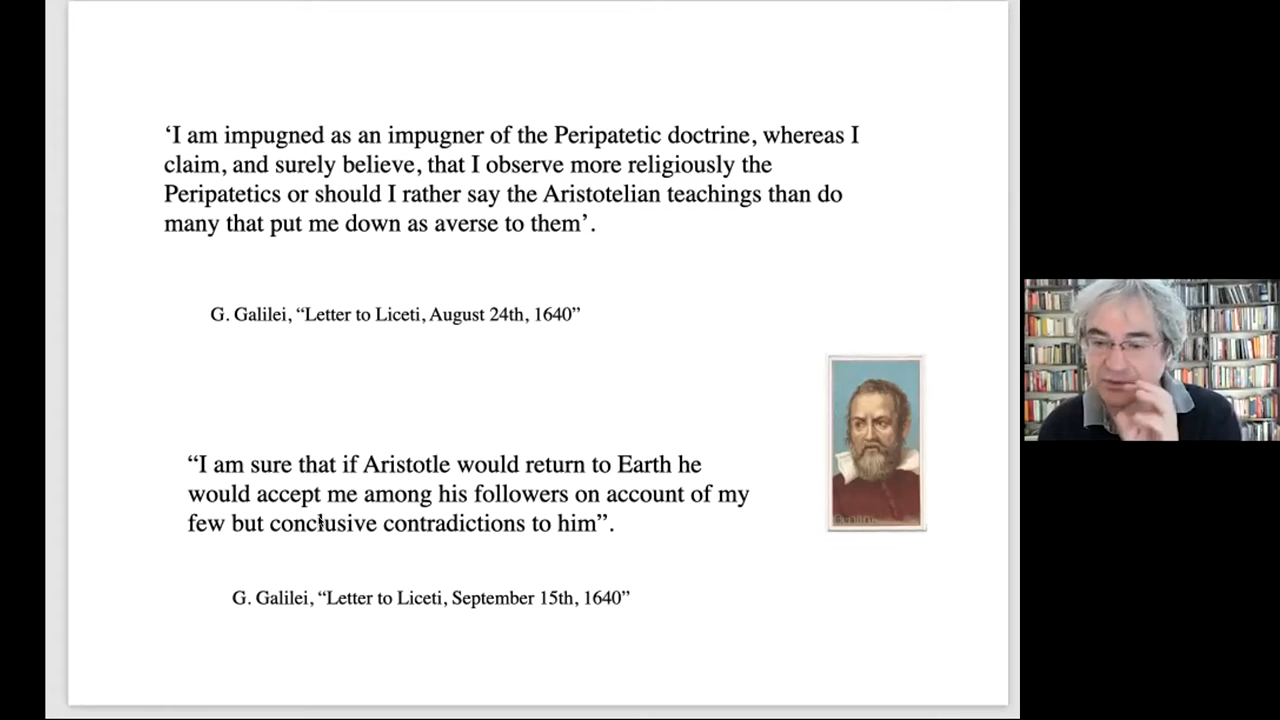 ‘I am impugned as an impugner of the Peripatetic doctrine, whereas I
claim, and surely believe, that I observe more religiously the
Peripatetics or should I rather say the Aristotelian teachings than do
many that put me down as averse to them’.
G. Galilei, “Letter to Liceti, August 24th, 1640”
“I am sure that if Aristotle would return to Earth he
would accept me among his followers on account of my
few but conclusive contradictions to him”.
G. Galilei, “Letter to Liceti, September 15th, 1640”